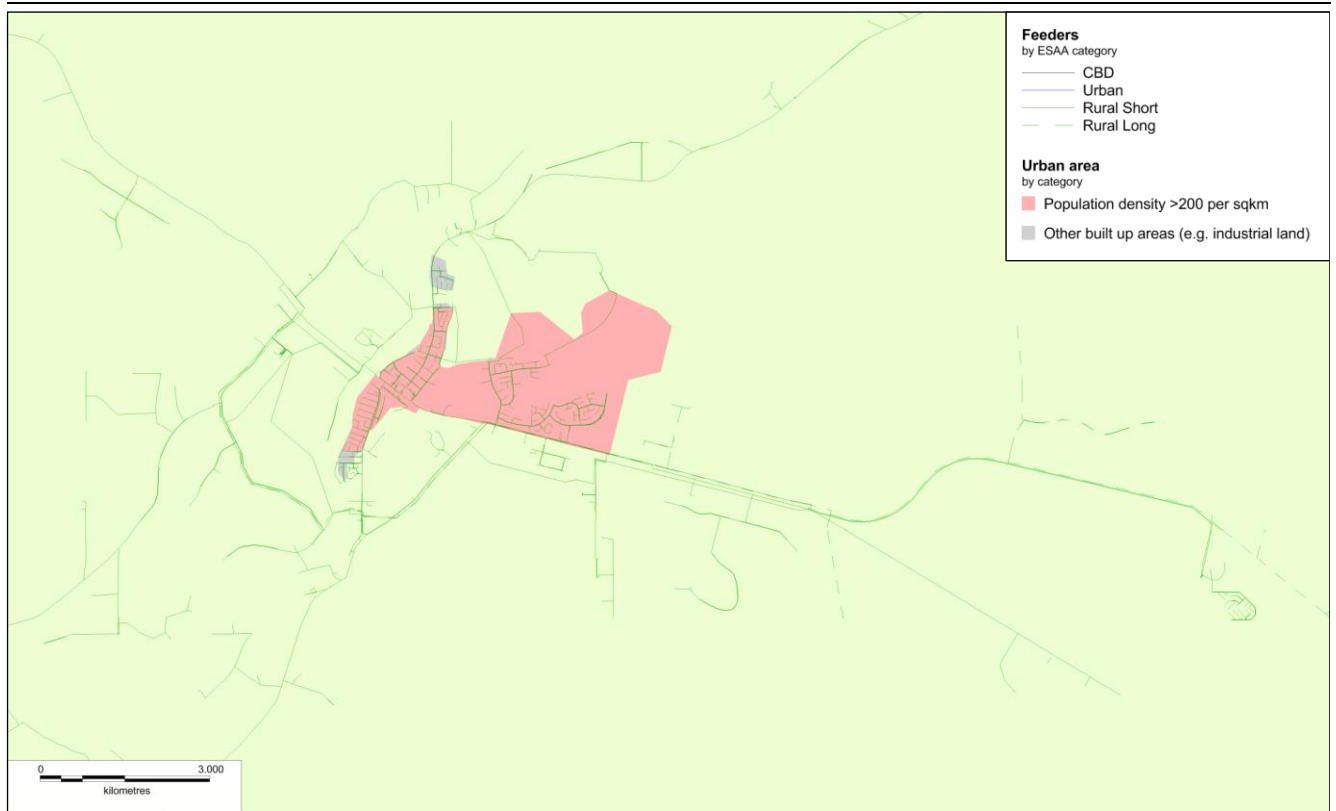 Feeders
by ESAA category
CBD
Urban
Rural Short
Rural Long
Urban area
by category
Population density >200 per sqkm
Other built up areas (e.g. industrial land)
0 3.000
kilometres